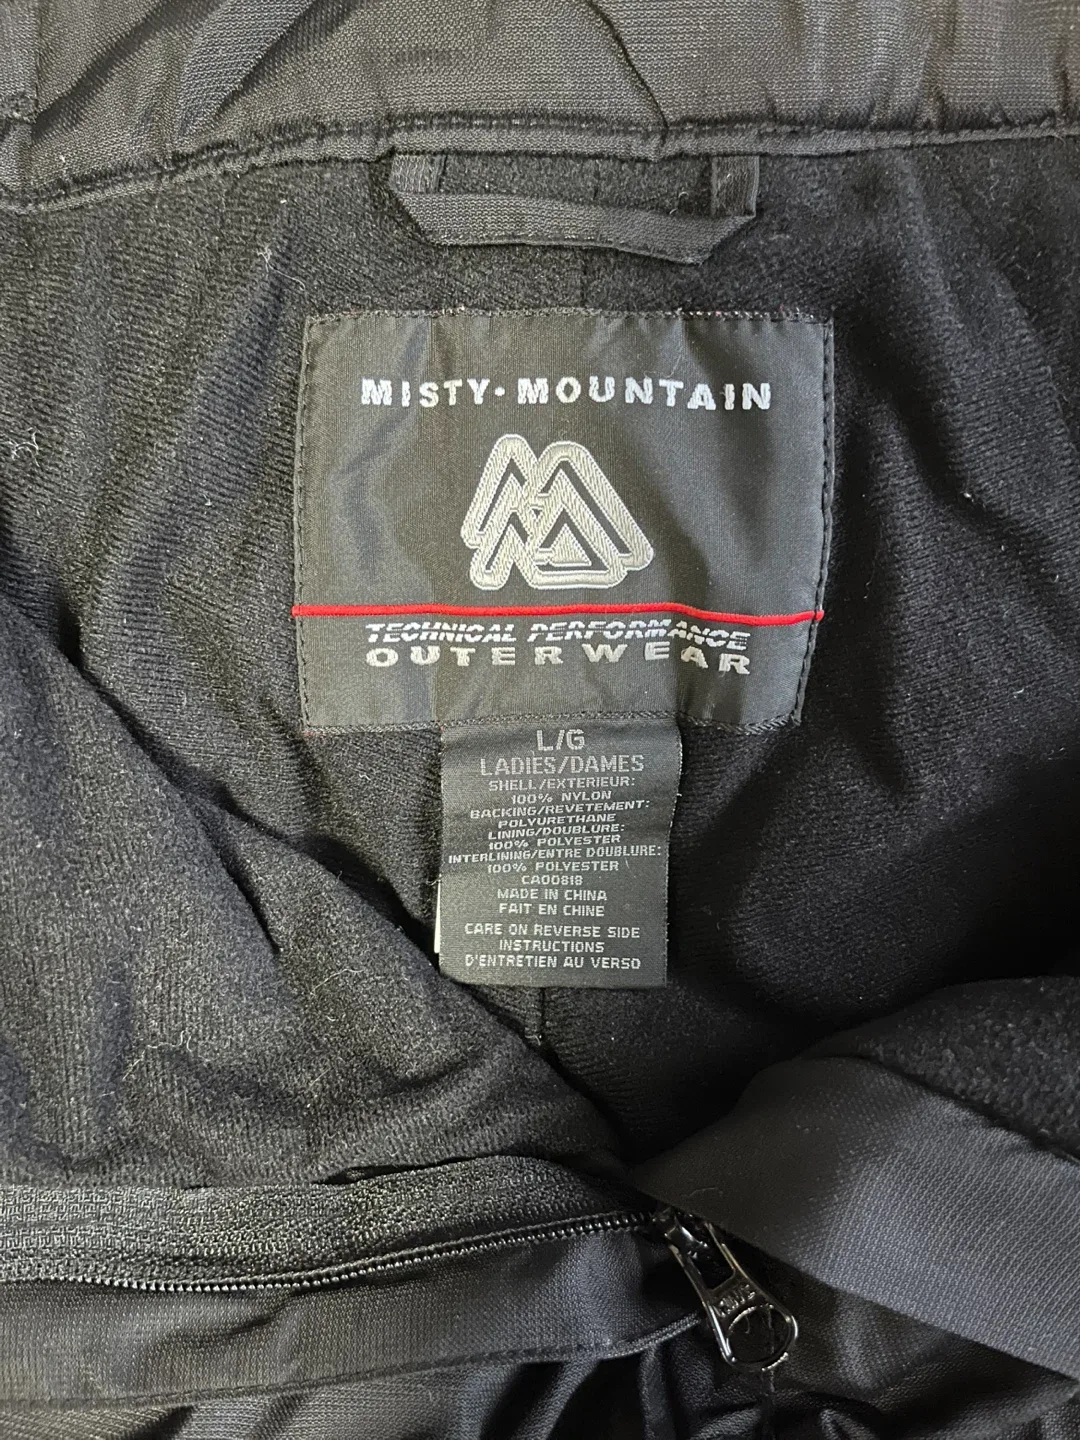 MISTY•MOUNTAIN
TECHNICAL PERFORMANCE
OUTERWEAR
L/G
LADIES/DAMES
SHELL/EXTERIEUR:
100% NYLON
BACKING/REVETEMENT:
POLYURETHANE
LINING/DOUBLURE:
100% POLYESTER
INTERLINING/ENTRE DOUBLURE:
100% POLYESTER
CA00818
MADE IN CHINA
FAIT EN CHINE
CARE ON REVERSE SIDE
INSTRUCTIONS
D'ENTRETIEN AU VERSO